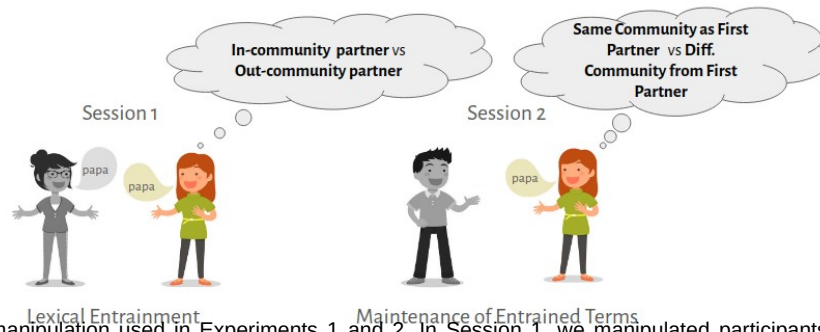 In-community partner vs
Out-community partner
Same Community as First
Partner vs Diff.
Community from First
Partner
Session 1
Session 2
papa
papa
papa
Lexical Entrainment
Maintenance of Entrained Terms
manipulation used in Experiments 1 and 2. In Session 1, we manipulated participants